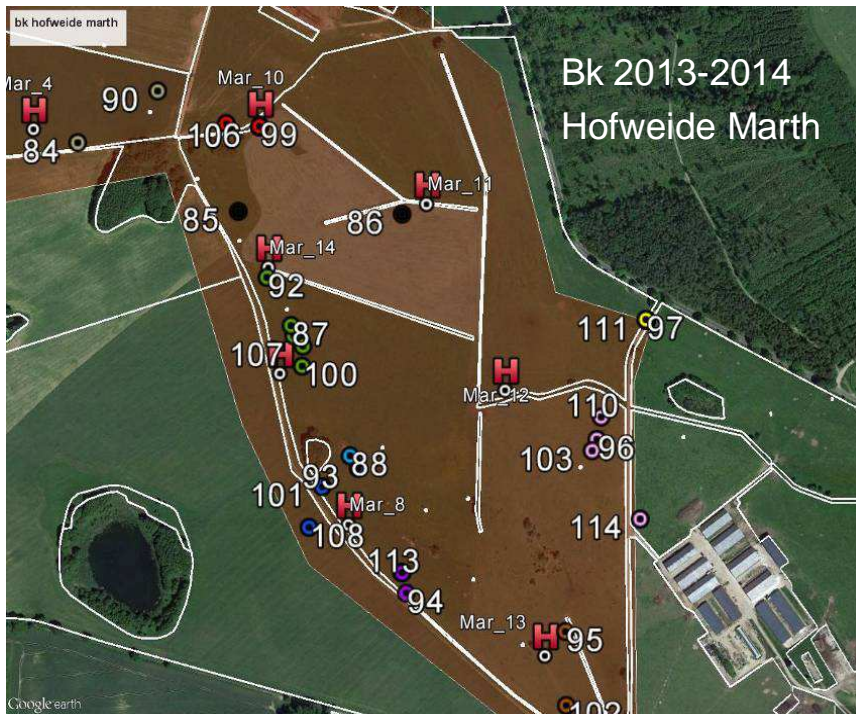 bk hofweide marth
Bk 2013-2014
Hofweide Marth
Mar_4
H
90
84
Mar_10
H
106
99
85
86
Mar_11
H
Mar_14
H
92
87
107
H
100
111
97
H
Mar_12
110
103
96
88
93
101
Mar_8
H
108
114
113
94
Mar_13
H
95
102
Google earth